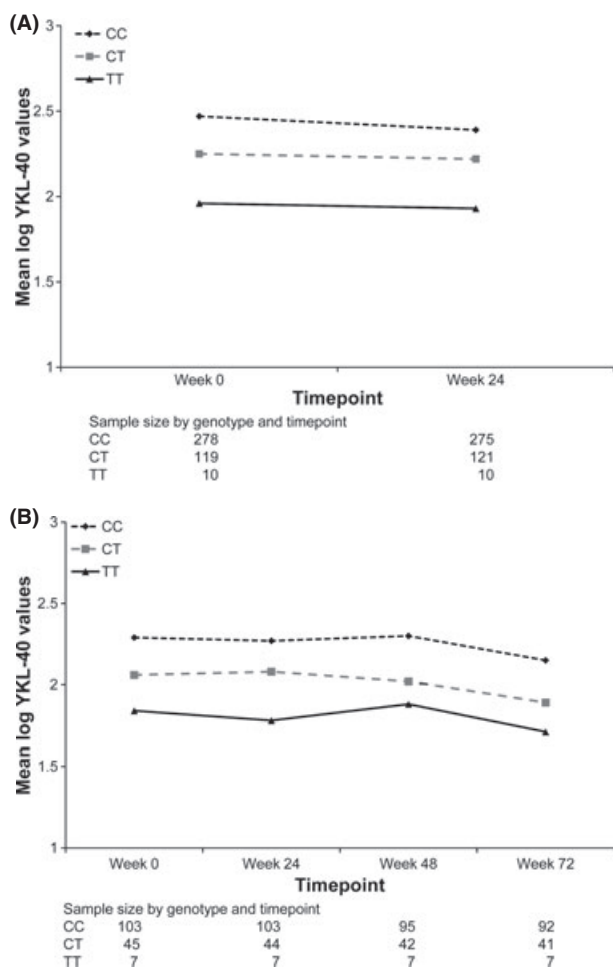 (A)
CC
CT
TT
3
2.5
2
1.5
1
Mean log YKL-40 values
Week 0 Week 24
Timepoint
Sample size by genotype and timepoint
CC 278 275
CT 119 121
TT 10 10
(B)
CC
CT
TT
3
2.5
2
1.5
1
Mean log YKL-40 values
Week 0 Week 24 Week 48 Week 72
Timepoint
Sample size by genotype and timepoint
CC 103 103 95 92
CT 45 44 42 41
TT 7 7 7 7